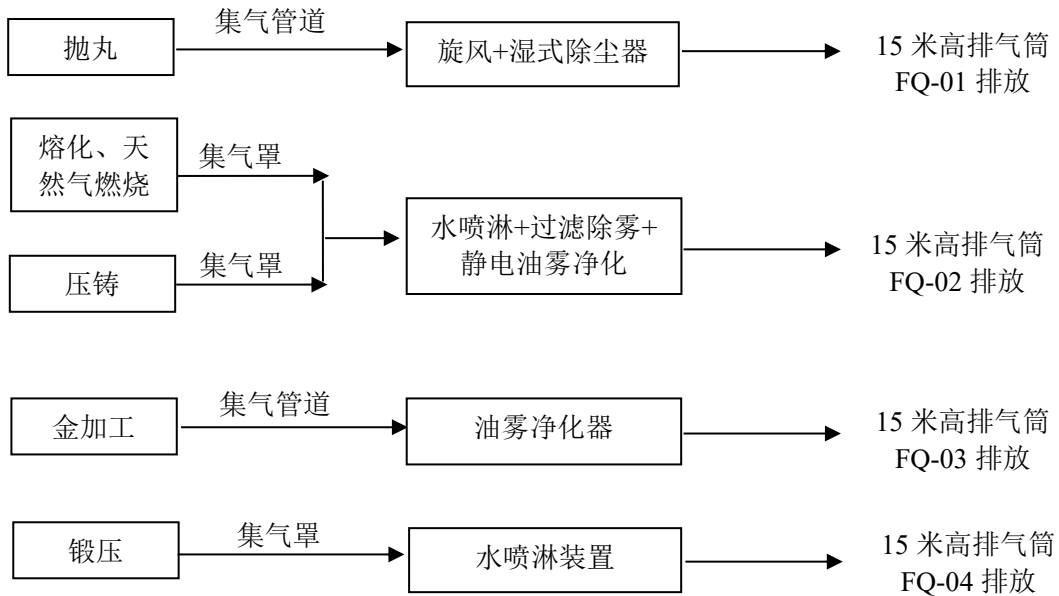 抛丸
集气管道
旋风+湿式除尘器
15 米高排气筒
FQ-01 排放
熔化、天
然气燃烧
集气罩
压铸
集气罩
水喷淋+过滤除雾+
静电油雾净化
15 米高排气筒
FQ-02 排放
金加工
集气管道
油雾净化器
15 米高排气筒
FQ-03 排放
锻压
集气罩
水喷淋装置
15 米高排气筒
FQ-04 排放